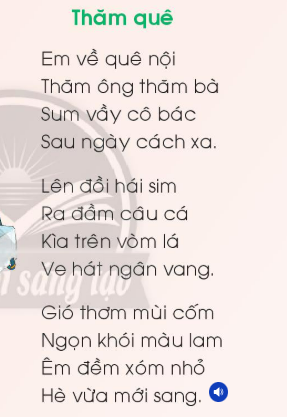 Thăm quê
Em về quê nội
Thăm ông thăm bà
Sum vầy cô bác
Sau ngày cách xa.
Lên đồi hái sim
Ra đầm câu cá
Kìa trên vòm lá
Ve hát ngân vang.
Gió thơm mùi cốm
Ngọn khói màu lam
Êm đềm xóm nhỏ
Hè vừa mới sang.